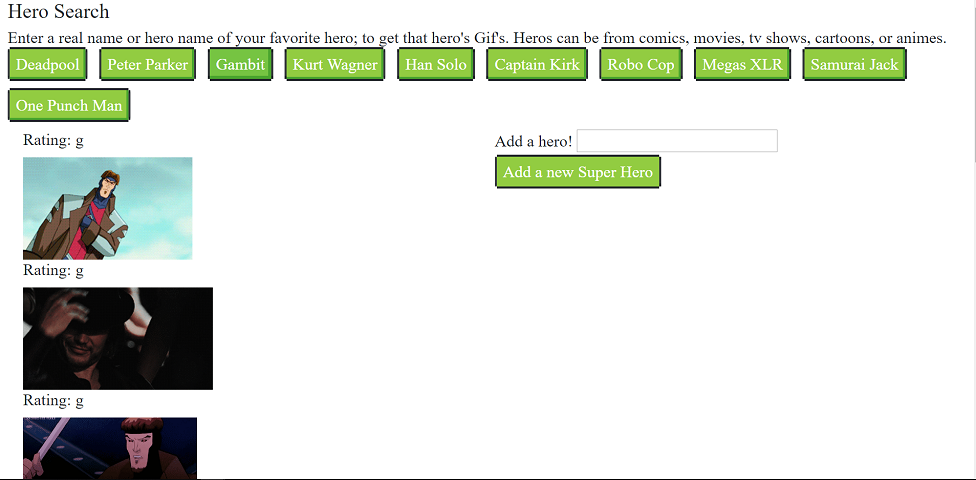 Hero Search
Enter a real name or hero name of your favorite hero; to get that hero's Gif's. Heros can be from comics, movies, tv shows, cartoons, or animes.
Deadpool Peter Parker Gambit Kurt Wagner Han Solo Captain Kirk Robo Cop Megas XLR Samurai Jack
One Punch Man
Rating: g
Add a hero!
Add a new Super Hero
Rating: g
Rating: g